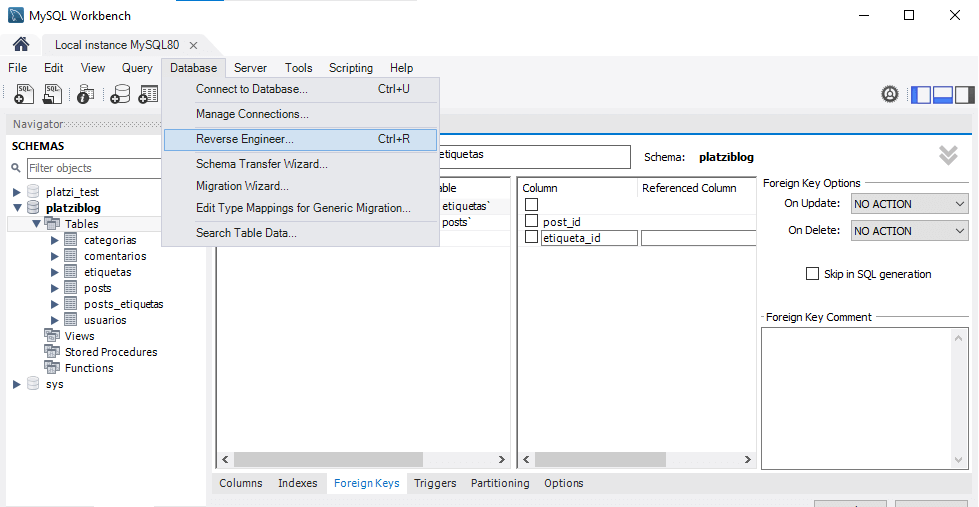 MySQL Workbench
Local instance MySQL80
File Edit View Query Database Server Tools Scripting Help
Connect to Database... Ctrl+U
Manage Connections...
Reverse Engineer... Ctrl+R
Schema Transfer Wizard...
Migration Wizard...
Edit Type Mappings for Generic Migration...
Search Table Data...
Navigator
SCHEMAS
Filter objects
platzi_test
platziblog
Tables
categorias
comentarios
etiquetas
posts
posts_etiquetas
usuarios
Views
Stored Procedures
Functions
sys
etiquetas Schema: platziblog
able
etiquetas`
posts`
Column Referenced Column
post_id
etiqueta_id
Foreign Key Options
On Update: NO ACTION
On Delete: NO ACTION
Skip in SQL generation
Foreign Key Comment
Columns Indexes Foreign Keys Triggers Partitioning Options